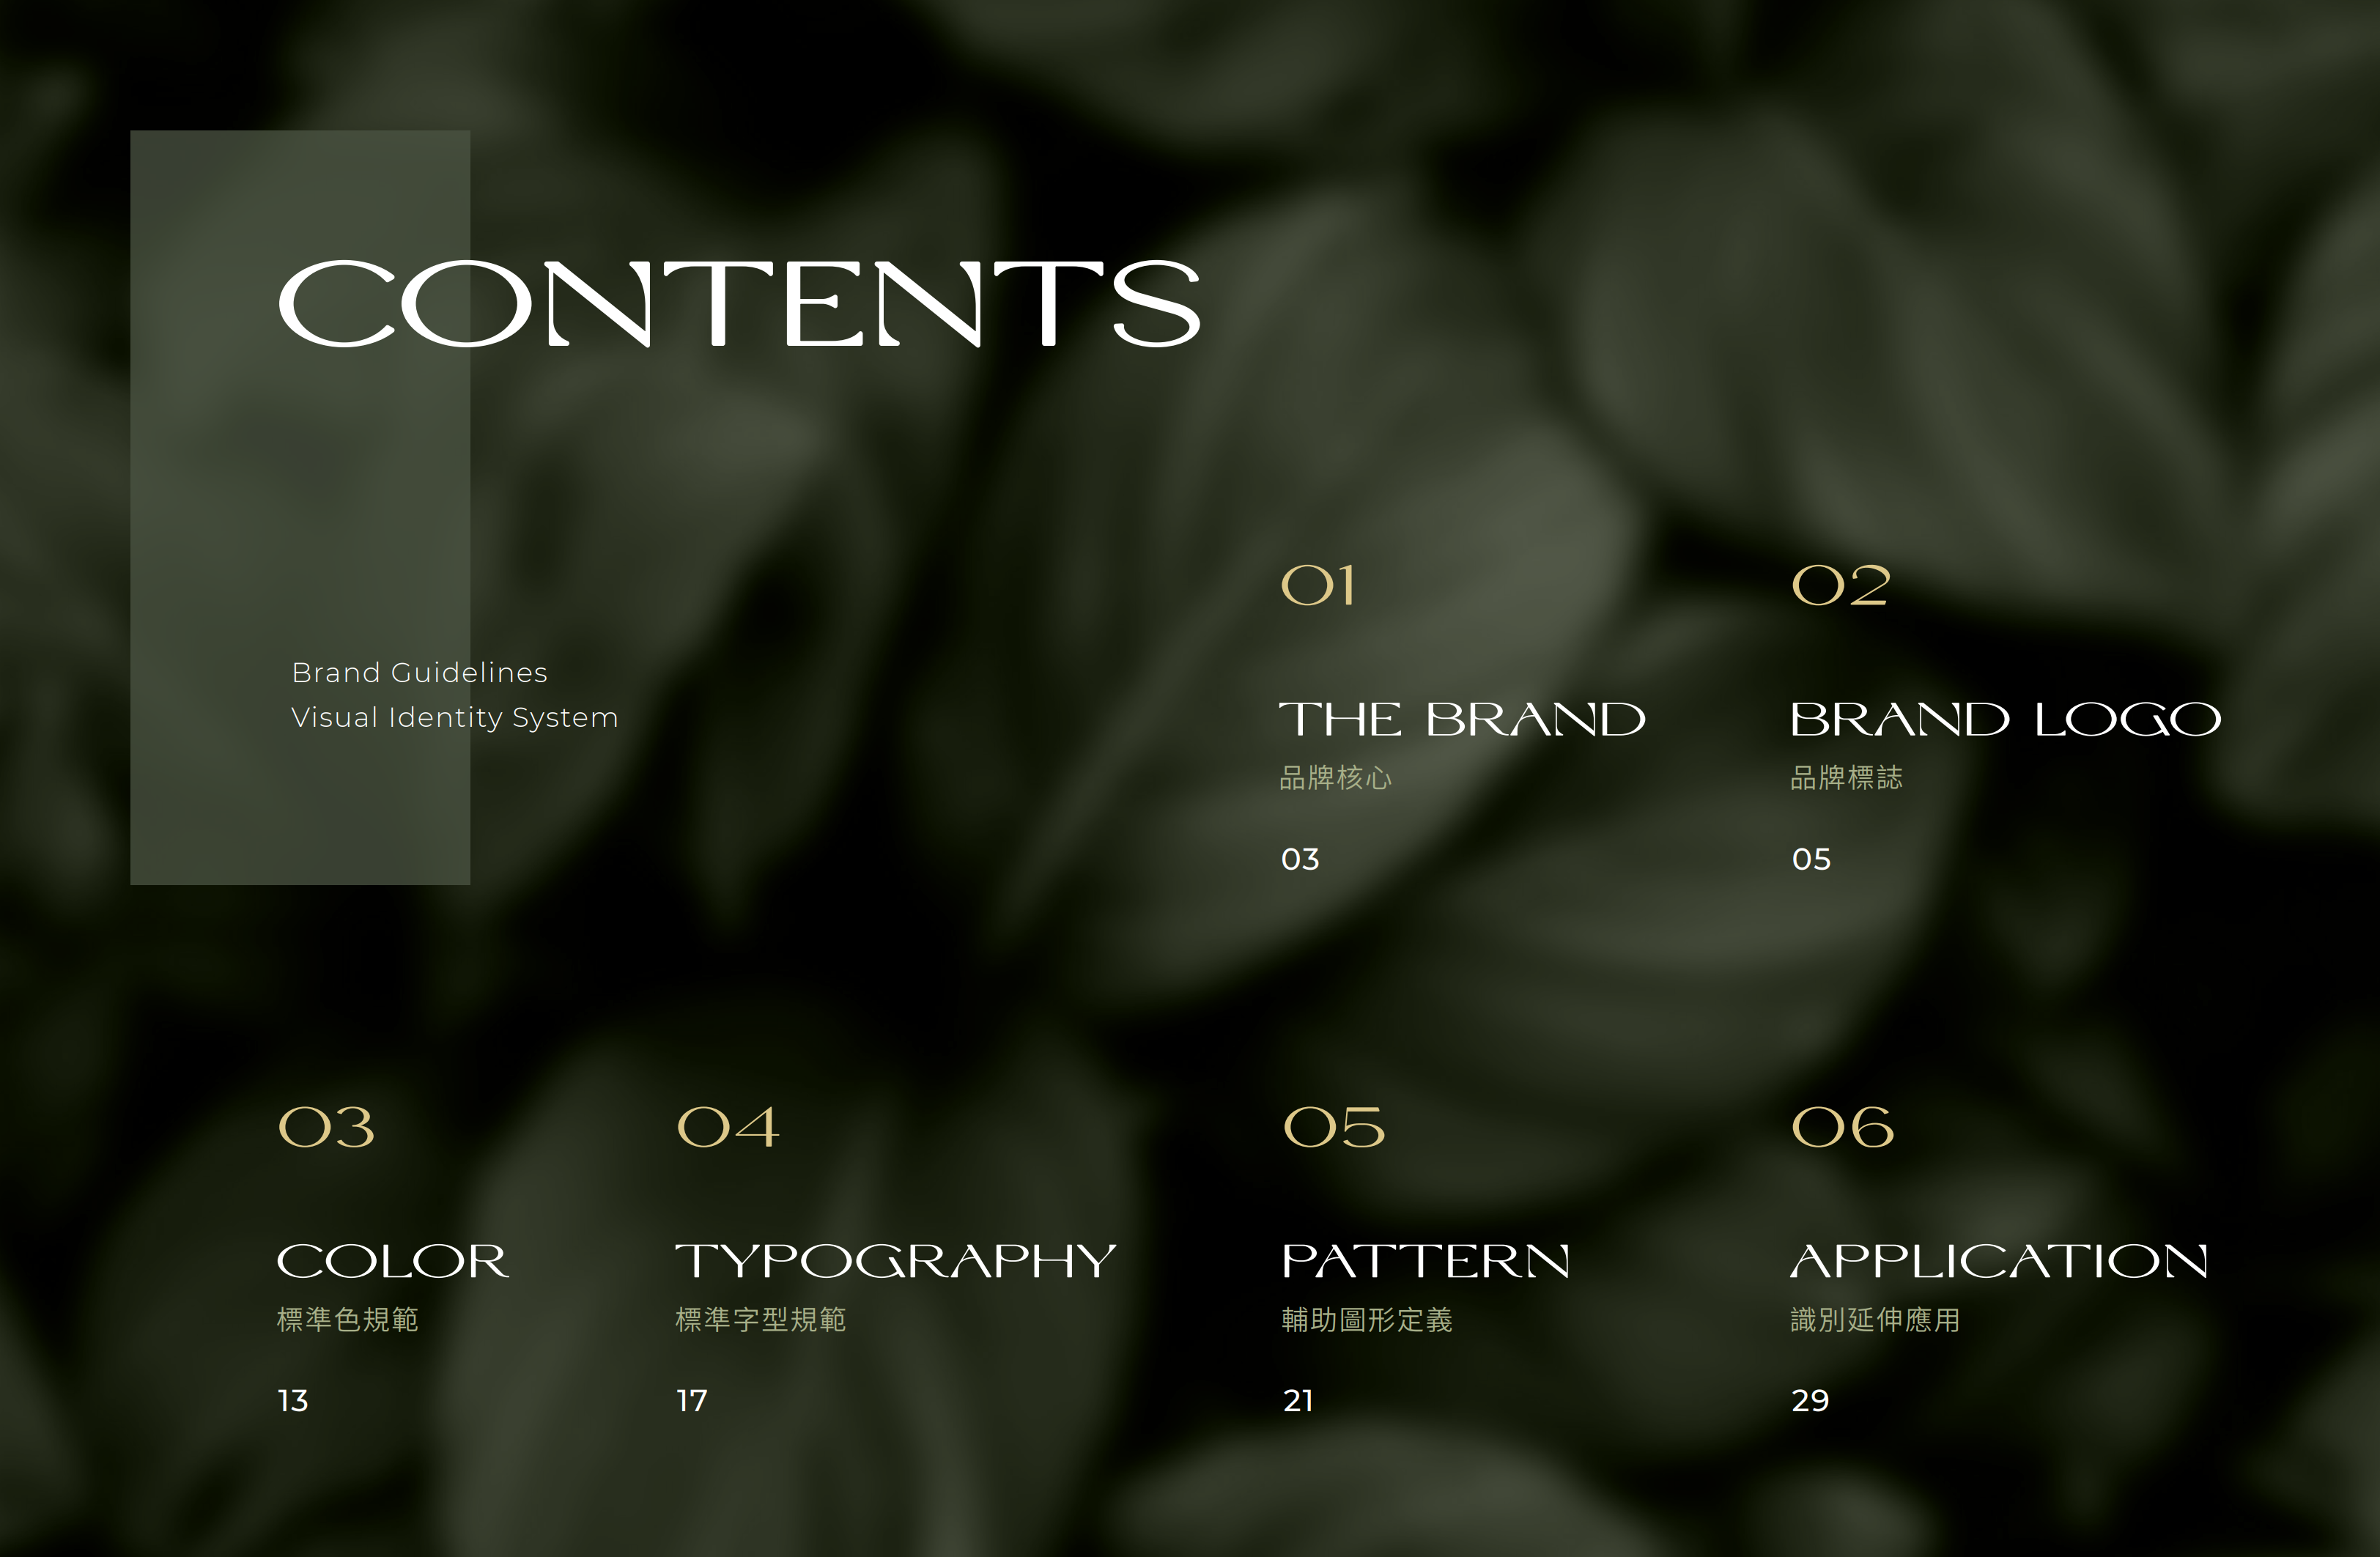 CONTENTS
Brand Guidelines
Visual Identity System
01
THE BRAND
品牌核心
03
02
BRAND LOGO
品牌標誌
05
03
COLOR
標準色規範
13
04
TYPOGRAPHY
標準字型規範
17
05
PATTERN
輔助圖形定義
21
06
APPLICATION
識別延伸應用
29